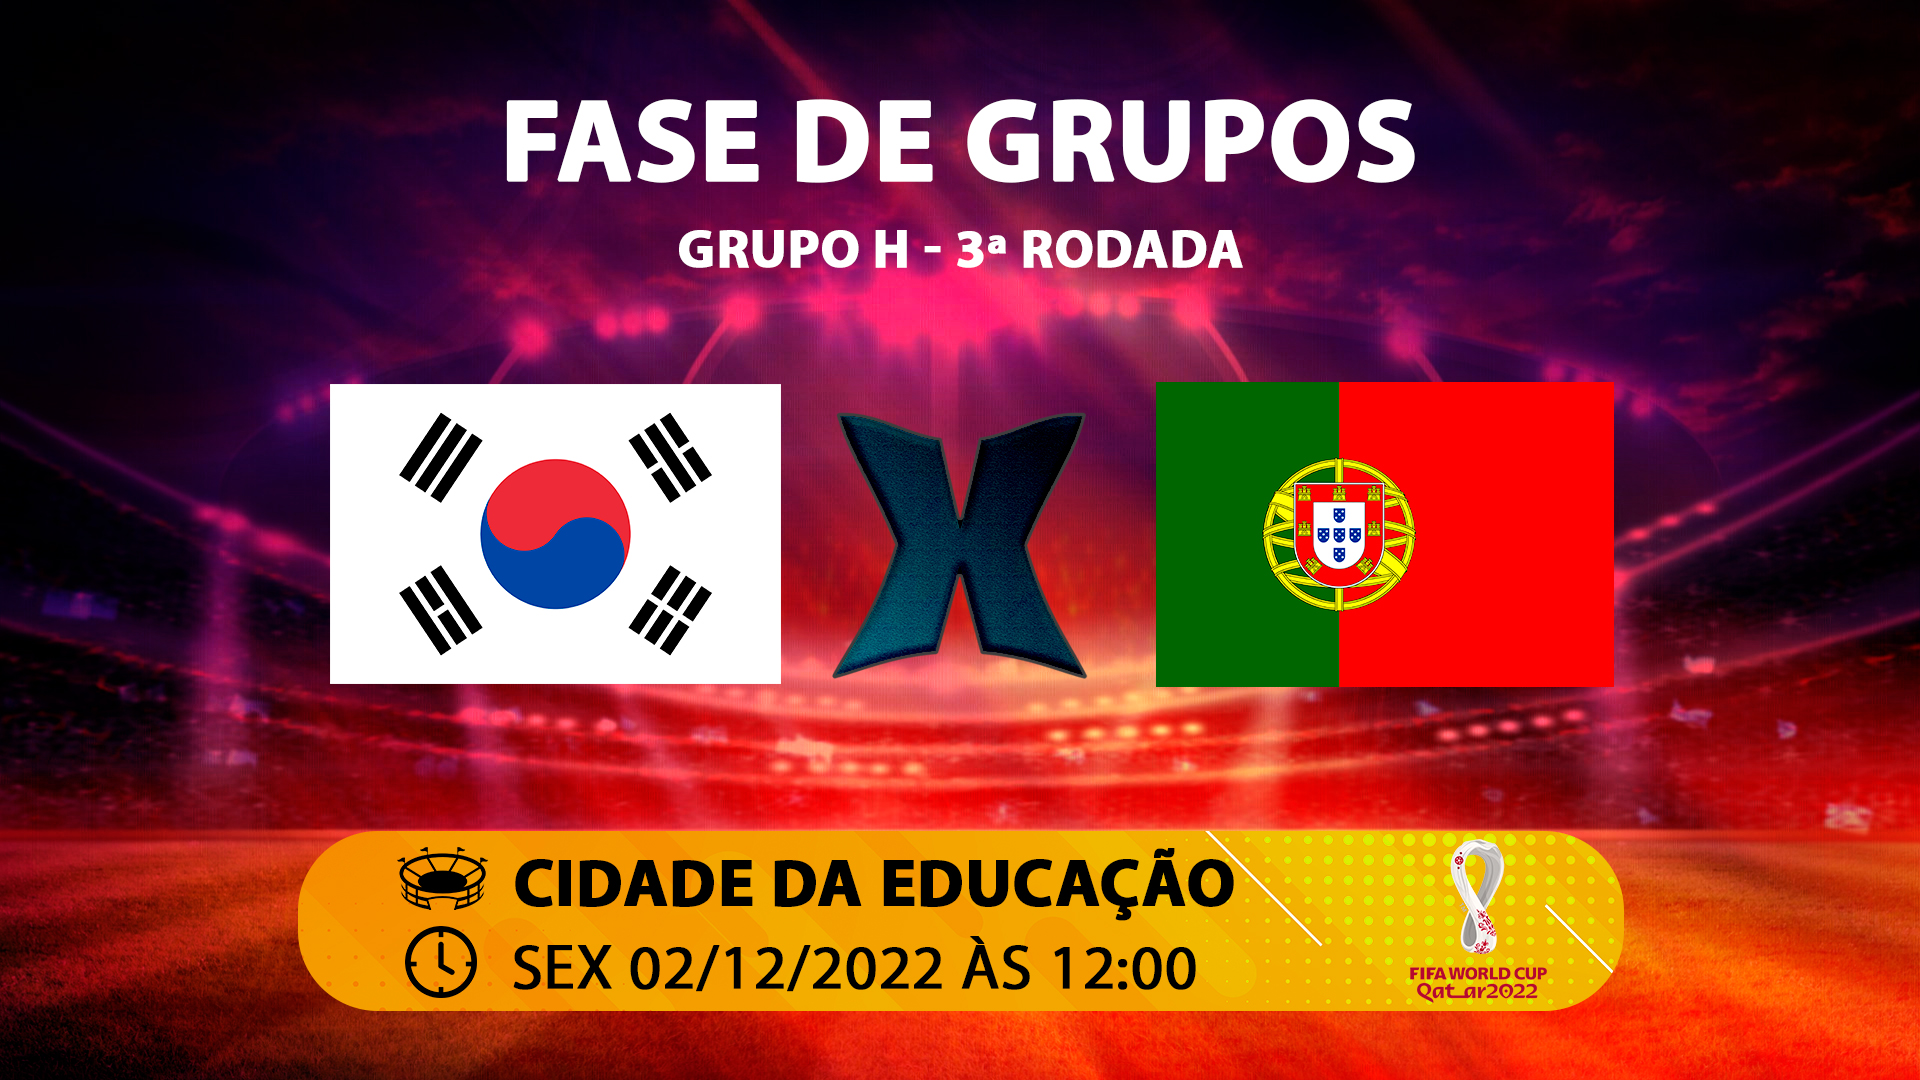 FASE DE GRUPOS
GRUPO H - 3ª RODADA
X
CIDADE DA EDUCAÇÃO
SEX 02/12/2022 ÀS 12:00
FIFA WORLD CUP
Qatar2022